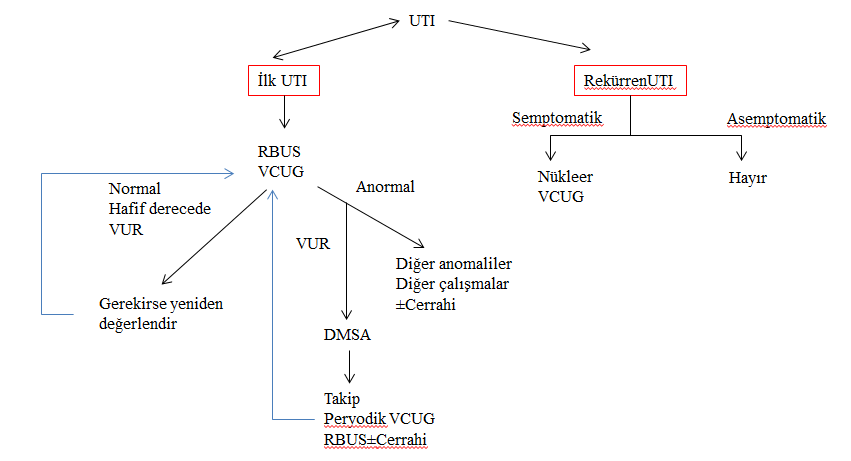 UTI
İlk UTI
RekürrenUTI
Semptomatik
Asemptomatik
RBUS
VCUG
Nükleer
VCUG
Hayır
Normal
Hafif derecede
VUR
Anormal
VUR
Diğer anomaliler
Diğer çalışmalar
±Cerrahi
Gerekirse yeniden
değerlendir
DMSA
Takip
Peryodik VCUG
RBUS±Cerrahi